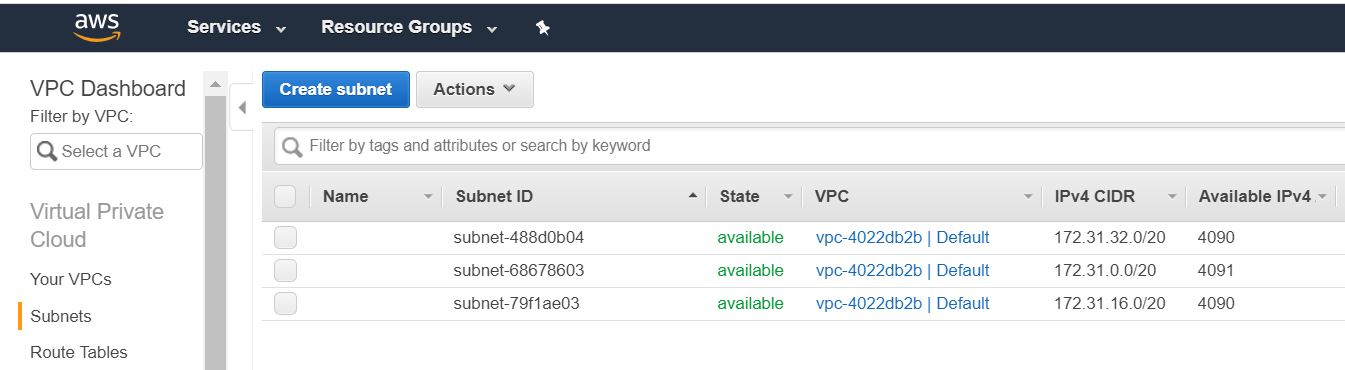 aws Services Resource Groups
VPC Dashboard
Filter by VPC:
Select a VPC
Virtual Private
Cloud
Your VPCs
Subnets
Route Tables
Create subnet Actions
Filter by tags and attributes or search by keyword
Name Subnet ID State VPC IPv4 CIDR Available IPv4
subnet-488d0b04 available vpc-4022db2b | Default 172.31.32.0/20 4090
subnet-68678603 available vpc-4022db2b | Default 172.31.0.0/20 4091
subnet-79f1ae03 available vpc-4022db2b | Default 172.31.16.0/20 4090